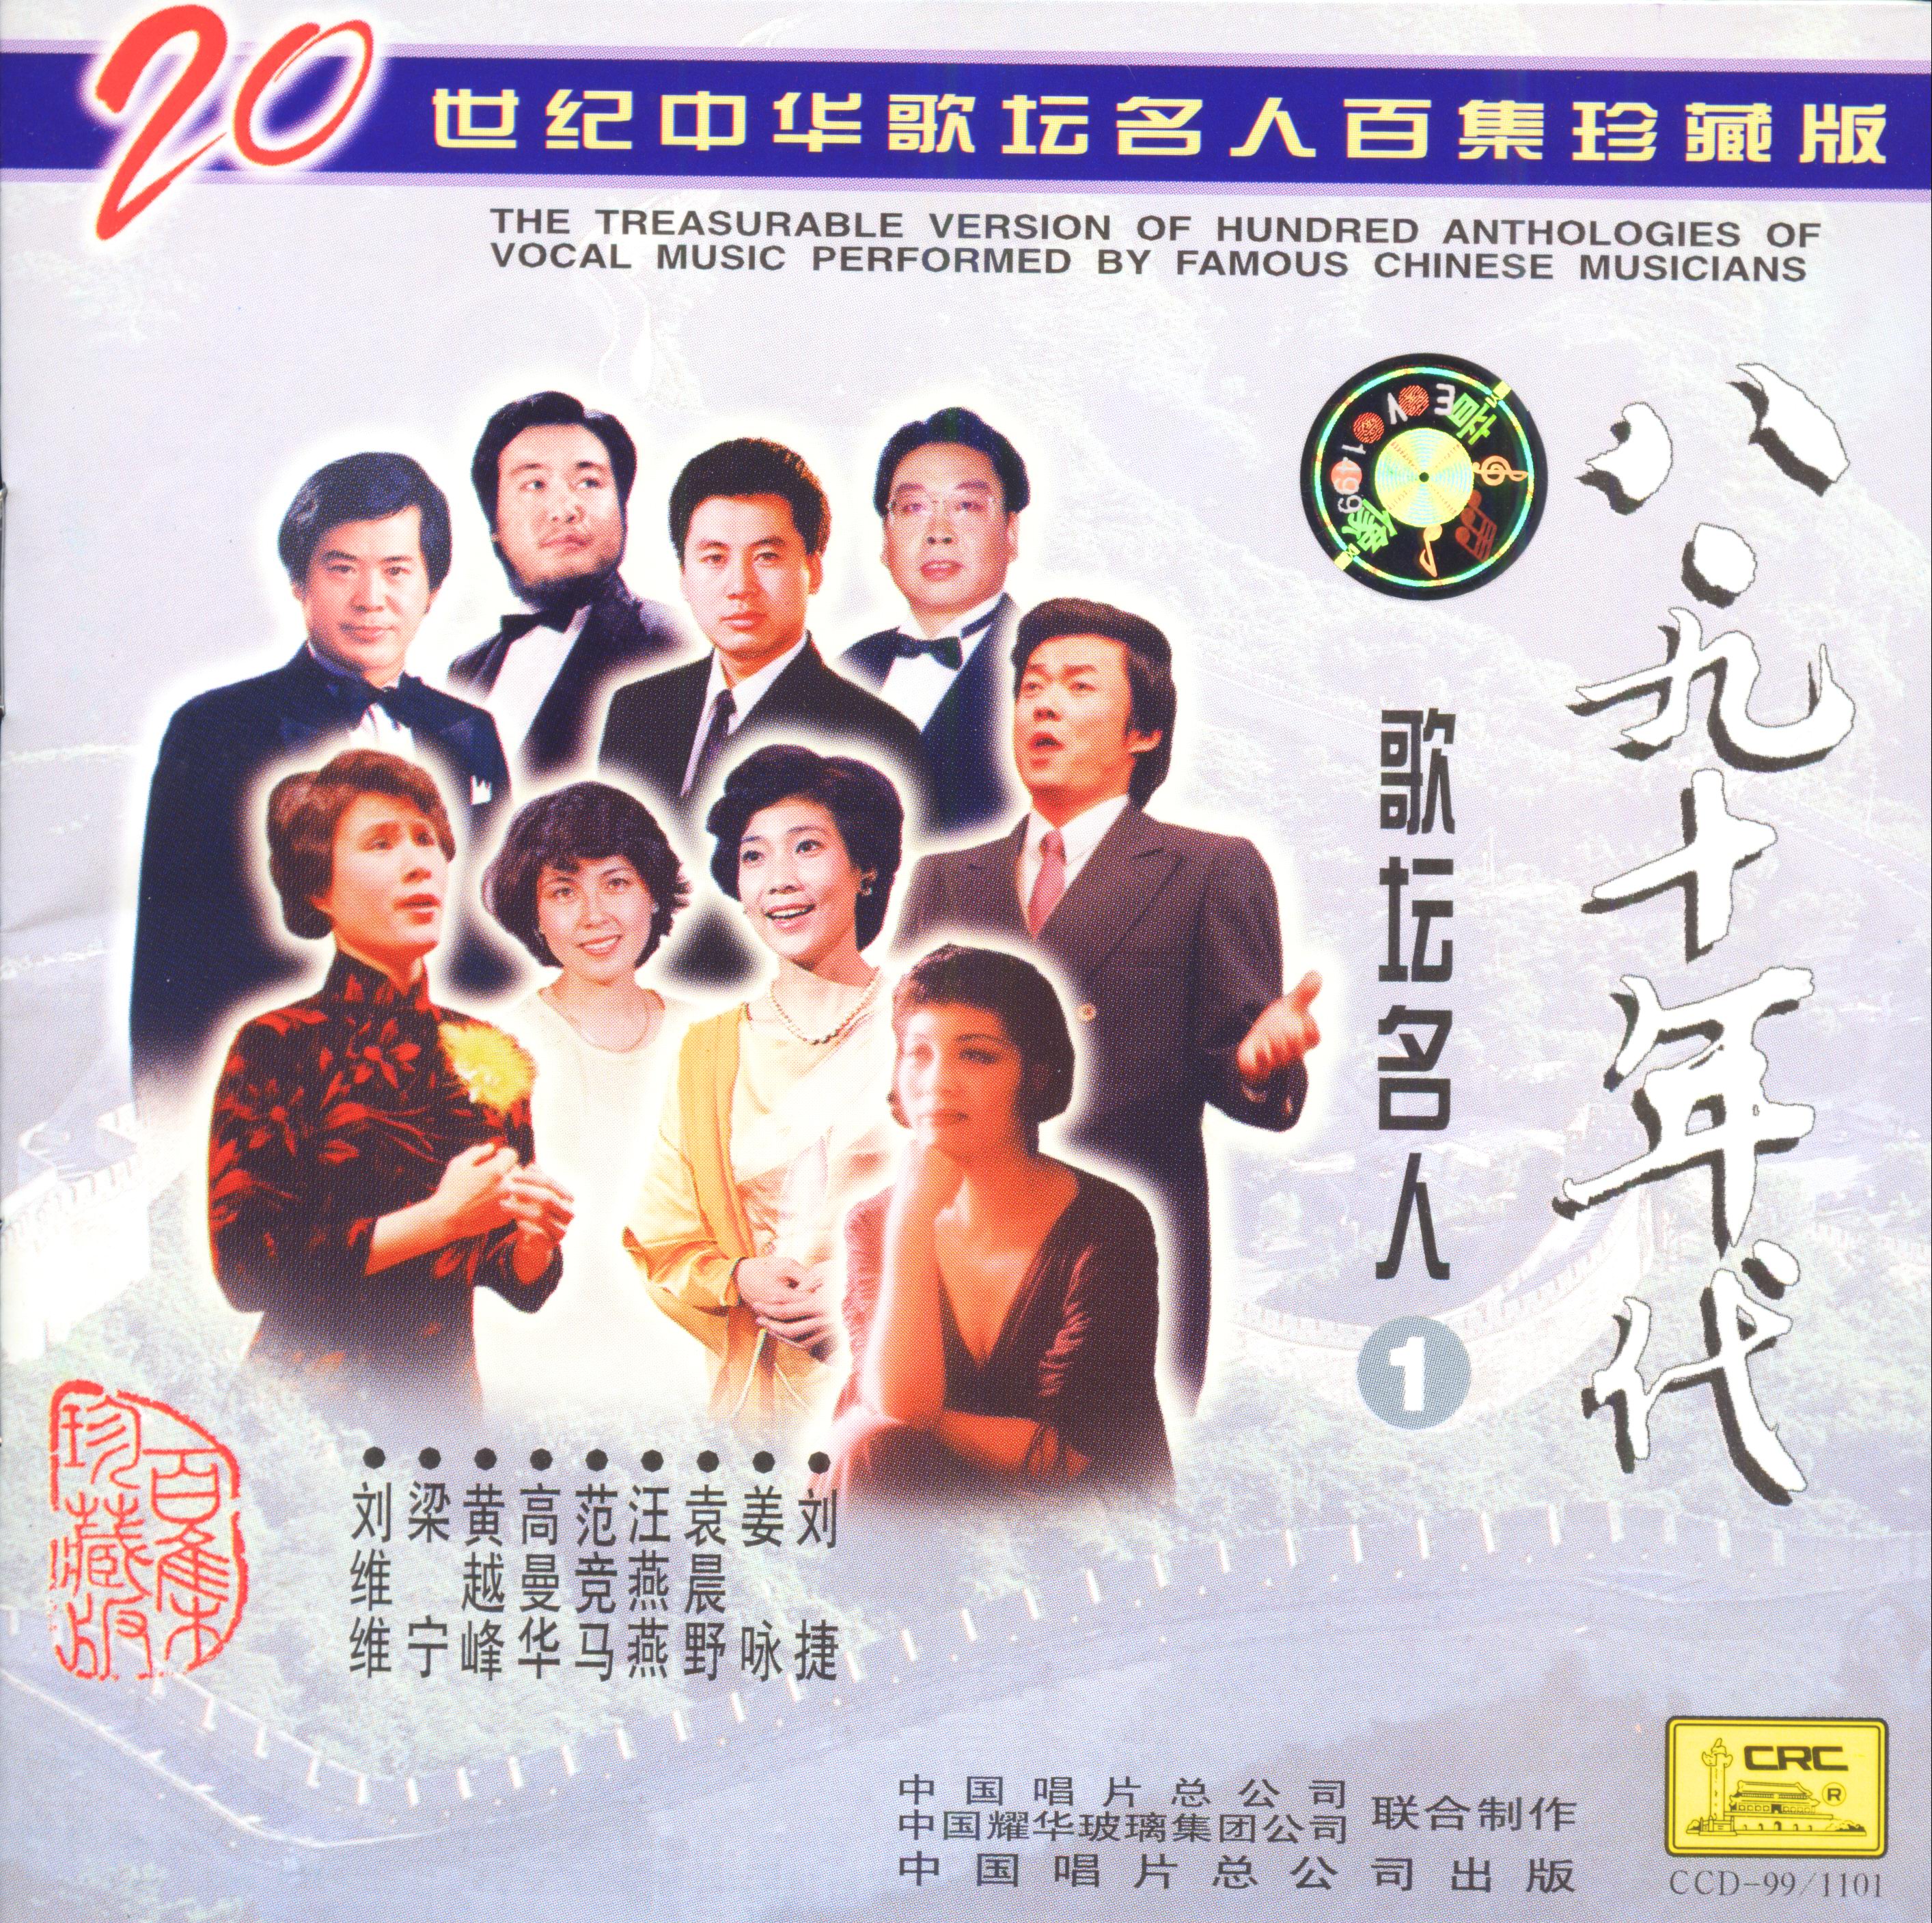 20世纪中华歌坛名人百集珍藏版
THE TREASURABLE VERSION OF HUNDRED ANTHOLOGIES OF
VOCAL MUSIC PERFORMED BY FAMOUS CHINESE MUSICIANS
八九十年代
歌坛名人
1
音像
刘维维
梁宁
黄越峰
高曼华
范竞马
汪燕燕
袁晨野
姜咏
刘捷
百集
珍藏版
中国唱片总公司
中国耀华玻璃集团公司
联合制作
中国唱片总公司出版
CRC
R
CCD-99/1101